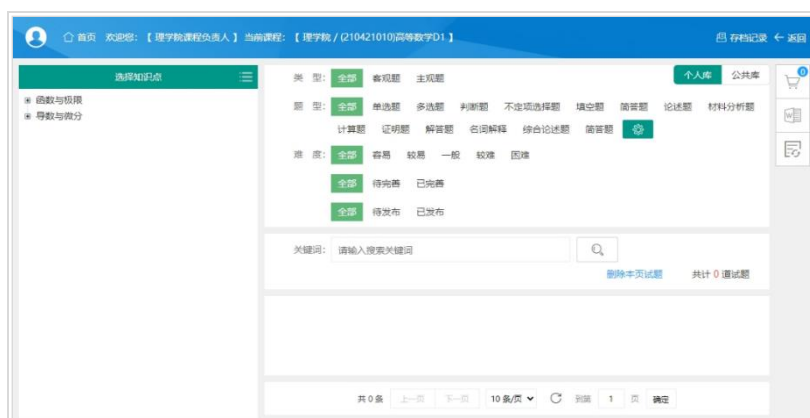 首页 欢迎您:【 理学院课程负责人 】 当前课程:【 理学院 / (210421010)高等数学D1 】 存档记录 返回
选择知识点
函数与极限
导数与微分
类 型: 全部 客观题 主观题 个人库 公共库
题 型: 全部 单选题 多选题 判断题 不定项选择题 填空题 简答题 论述题 材料分析题
计算题 证明题 解答题 名词解释 综合论述题 简答题
难 度: 全部 容易 较易 一般 较难 困难
全部 待完善 已完善
全部 待发布 已发布
0
关键词: 请输入搜索关键词
删除本页试题 共计 0 道试题
共 0 条 上一页 下一页 10 条/页 到第 1 页 确定